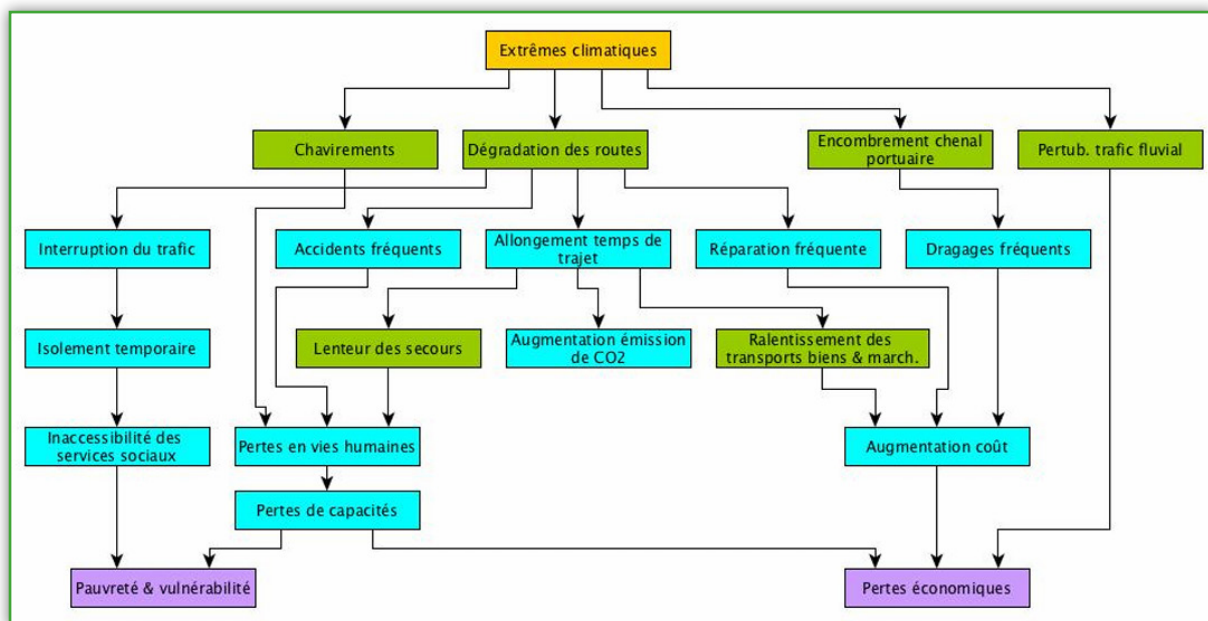 Extrêmes climatiques
Chavirements
Dégradation des routes
Encombrement chenal
portuaire
Pertub. trafic fluvial
Interruption du trafic
Accidents fréquents
Allongement temps de
trajet
Réparation fréquente
Dragages fréquents
Isolement temporaire
Lenteur des secours
Augmentation émission
de CO2
Ralentissement des
transports biens & march.
Inaccessibilité des
services sociaux
Pertes en vies humaines
Augmentation coût
Pertes de capacités
Pauvreté & vulnérabilité
Pertes économiques